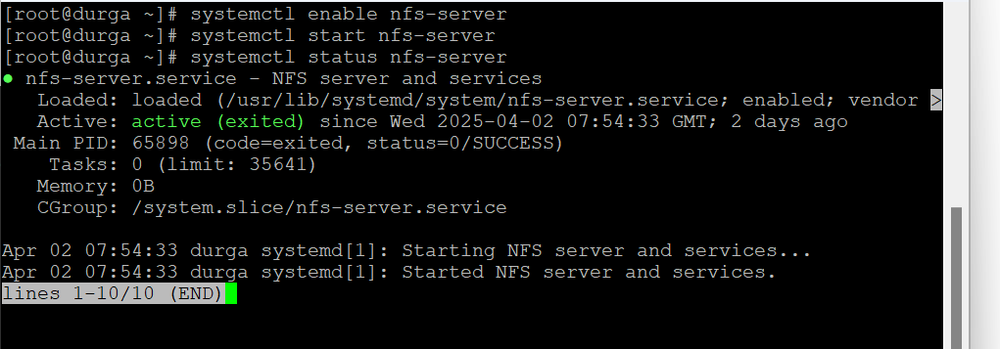 [root@durga ~]# systemctl enable nfs-server
[root@durga ~]# systemctl start nfs-server
[root@durga ~]# systemctl status nfs-server
● nfs-server.service - NFS server and services
   Loaded: loaded (/usr/lib/systemd/system/nfs-server.service; enabled; vendor >
   Active: active (exited) since Wed 2025-04-02 07:54:33 GMT; 2 days ago
 Main PID: 65898 (code=exited, status=0/SUCCESS)
    Tasks: 0 (limit: 35641)
   Memory: 0B
   CGroup: /system.slice/nfs-server.service

Apr 02 07:54:33 durga systemd[1]: Starting NFS server and services...
Apr 02 07:54:33 durga systemd[1]: Started NFS server and services.
lines 1-10/10 (END)